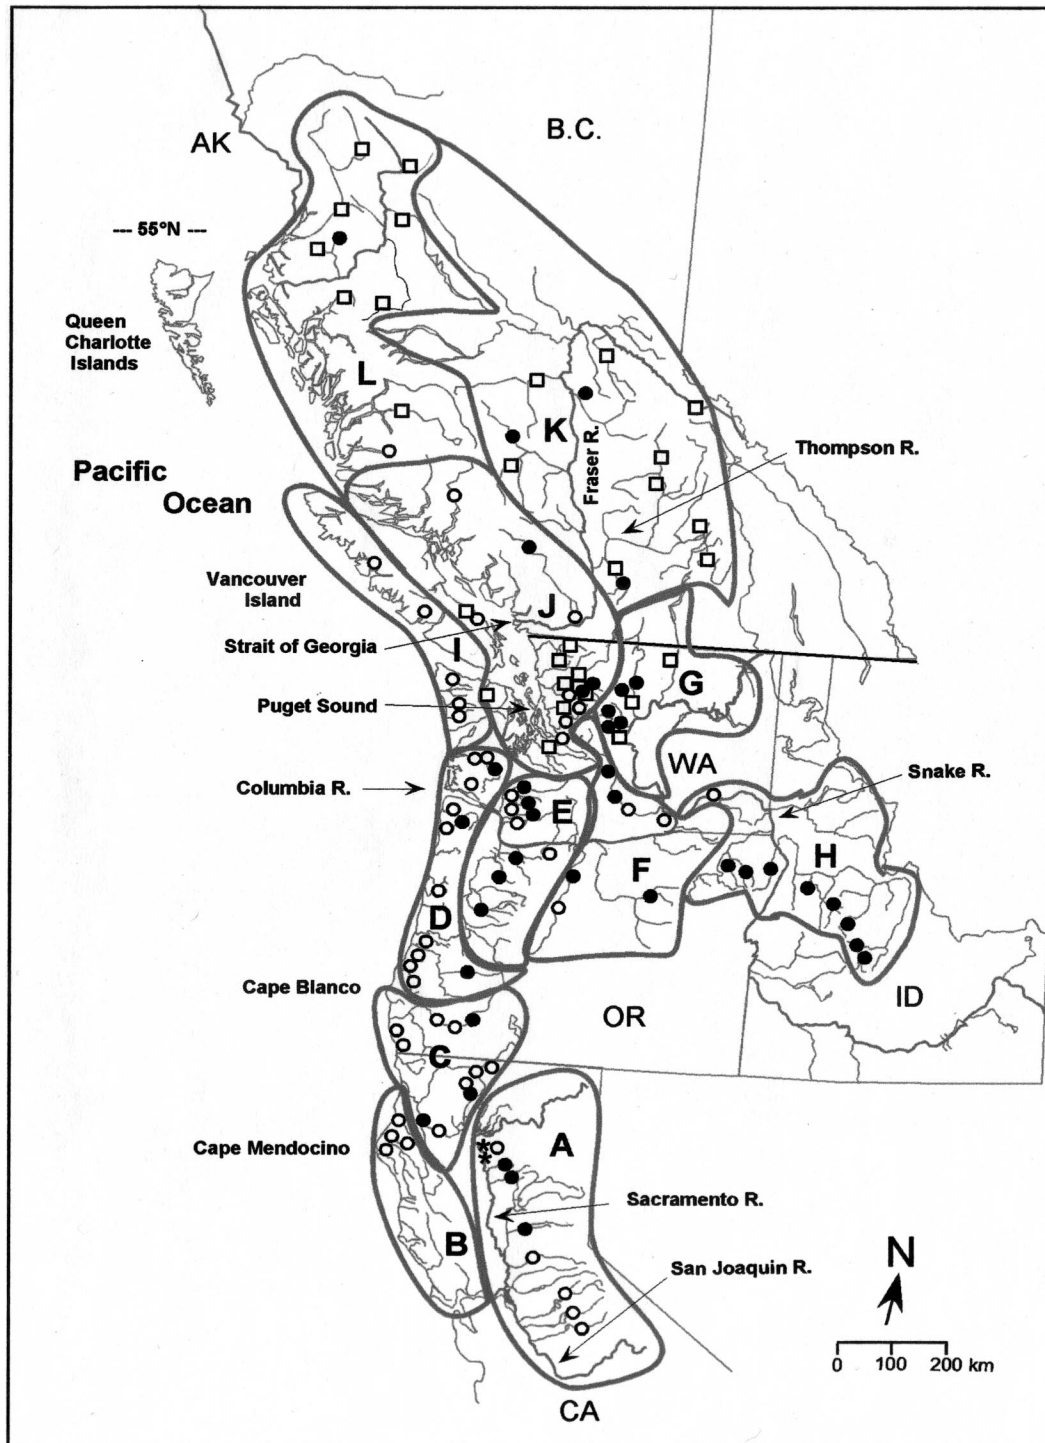 B.C.
AK
--- 55°N ---
Queen
Charlotte
Islands
L
K
Fraser R.
Thompson R.
Pacific
Ocean
Vancouver
Island
J
Strait of Georgia
I
G
Puget Sound
WA
Snake R.
Columbia R.
E
H
F
D
Cape Blanco
ID
OR
C
Cape Mendocino
A
**
Sacramento R.
B
N
San Joaquin R.
0 100 200 km
CA